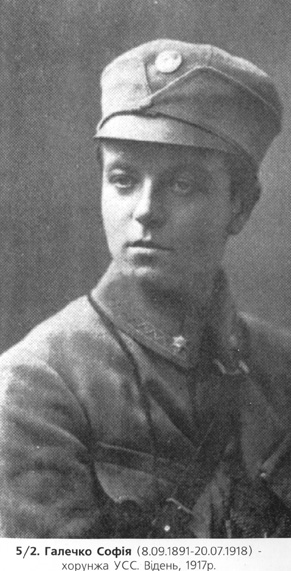 5/2. Галечко Софія (8.09.1891-20.07.1918) -
хорунжа УСС. Відень, 1917р.